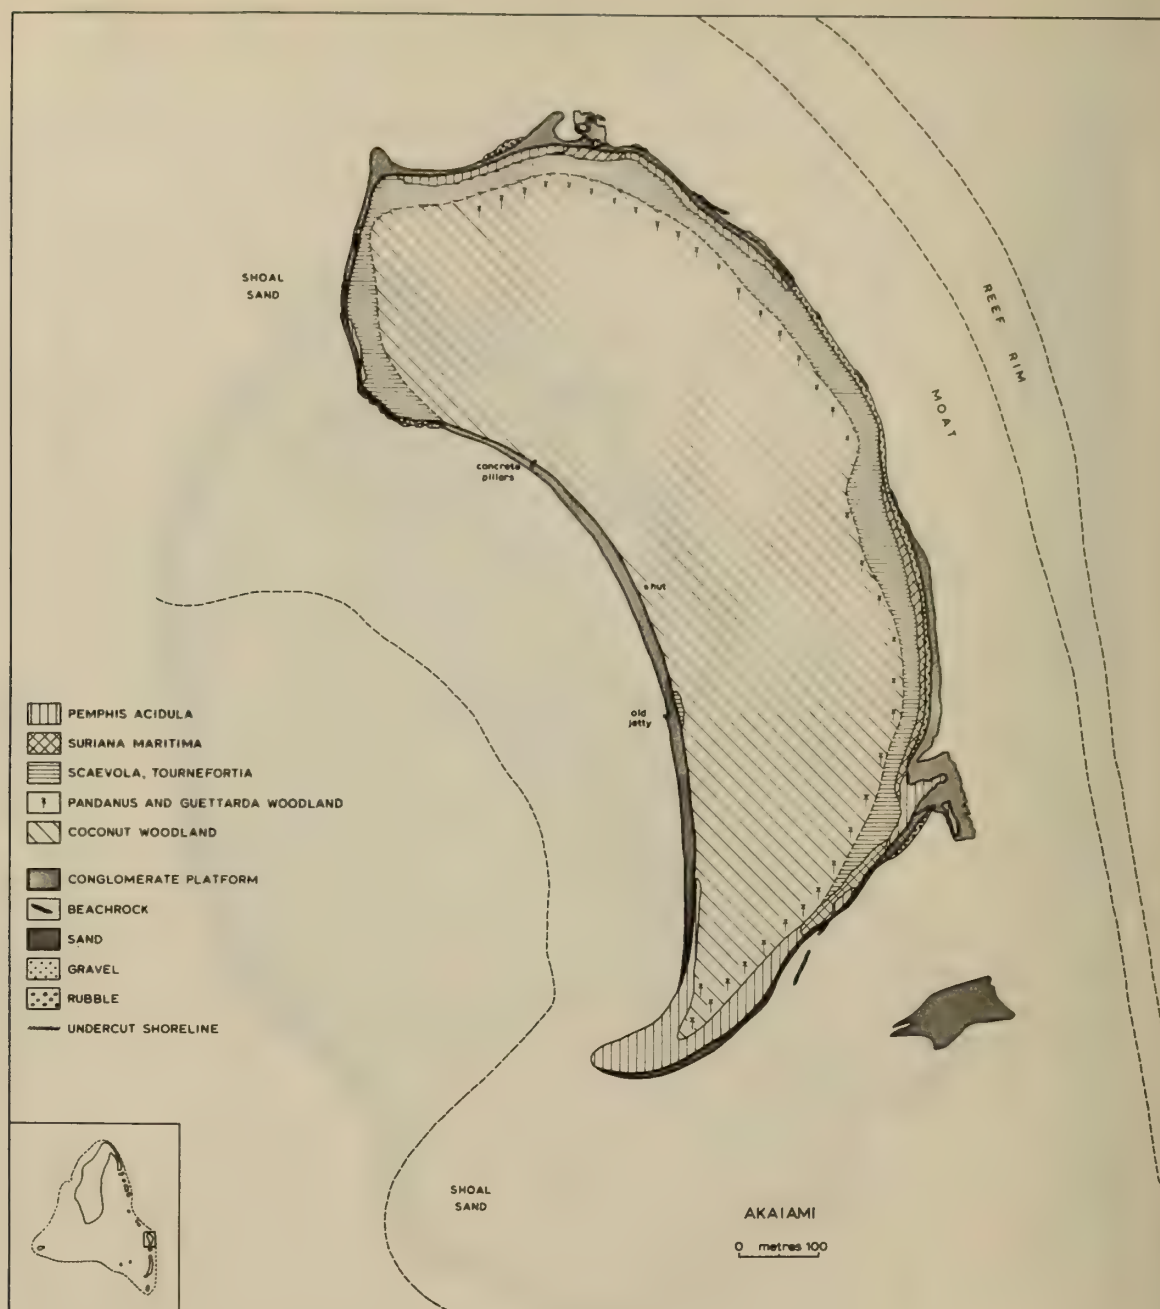 SHOAL
SAND
REEF RIM
MOAT
concrete
pillars
hut
old
jetty
PEMPHIS ACIDULA
SURIANA MARITIMA
SCAEVOLA, TOURNEFORTIA
PANDANUS AND GUETTARDA WOODLAND
COCONUT WOODLAND
CONGLOMERATE PLATFORM
BEACHROCK
SAND
GRAVEL
RUBBLE
UNDERCUT SHORELINE
SHOAL
SAND
AKAIAMI
0 metres 100